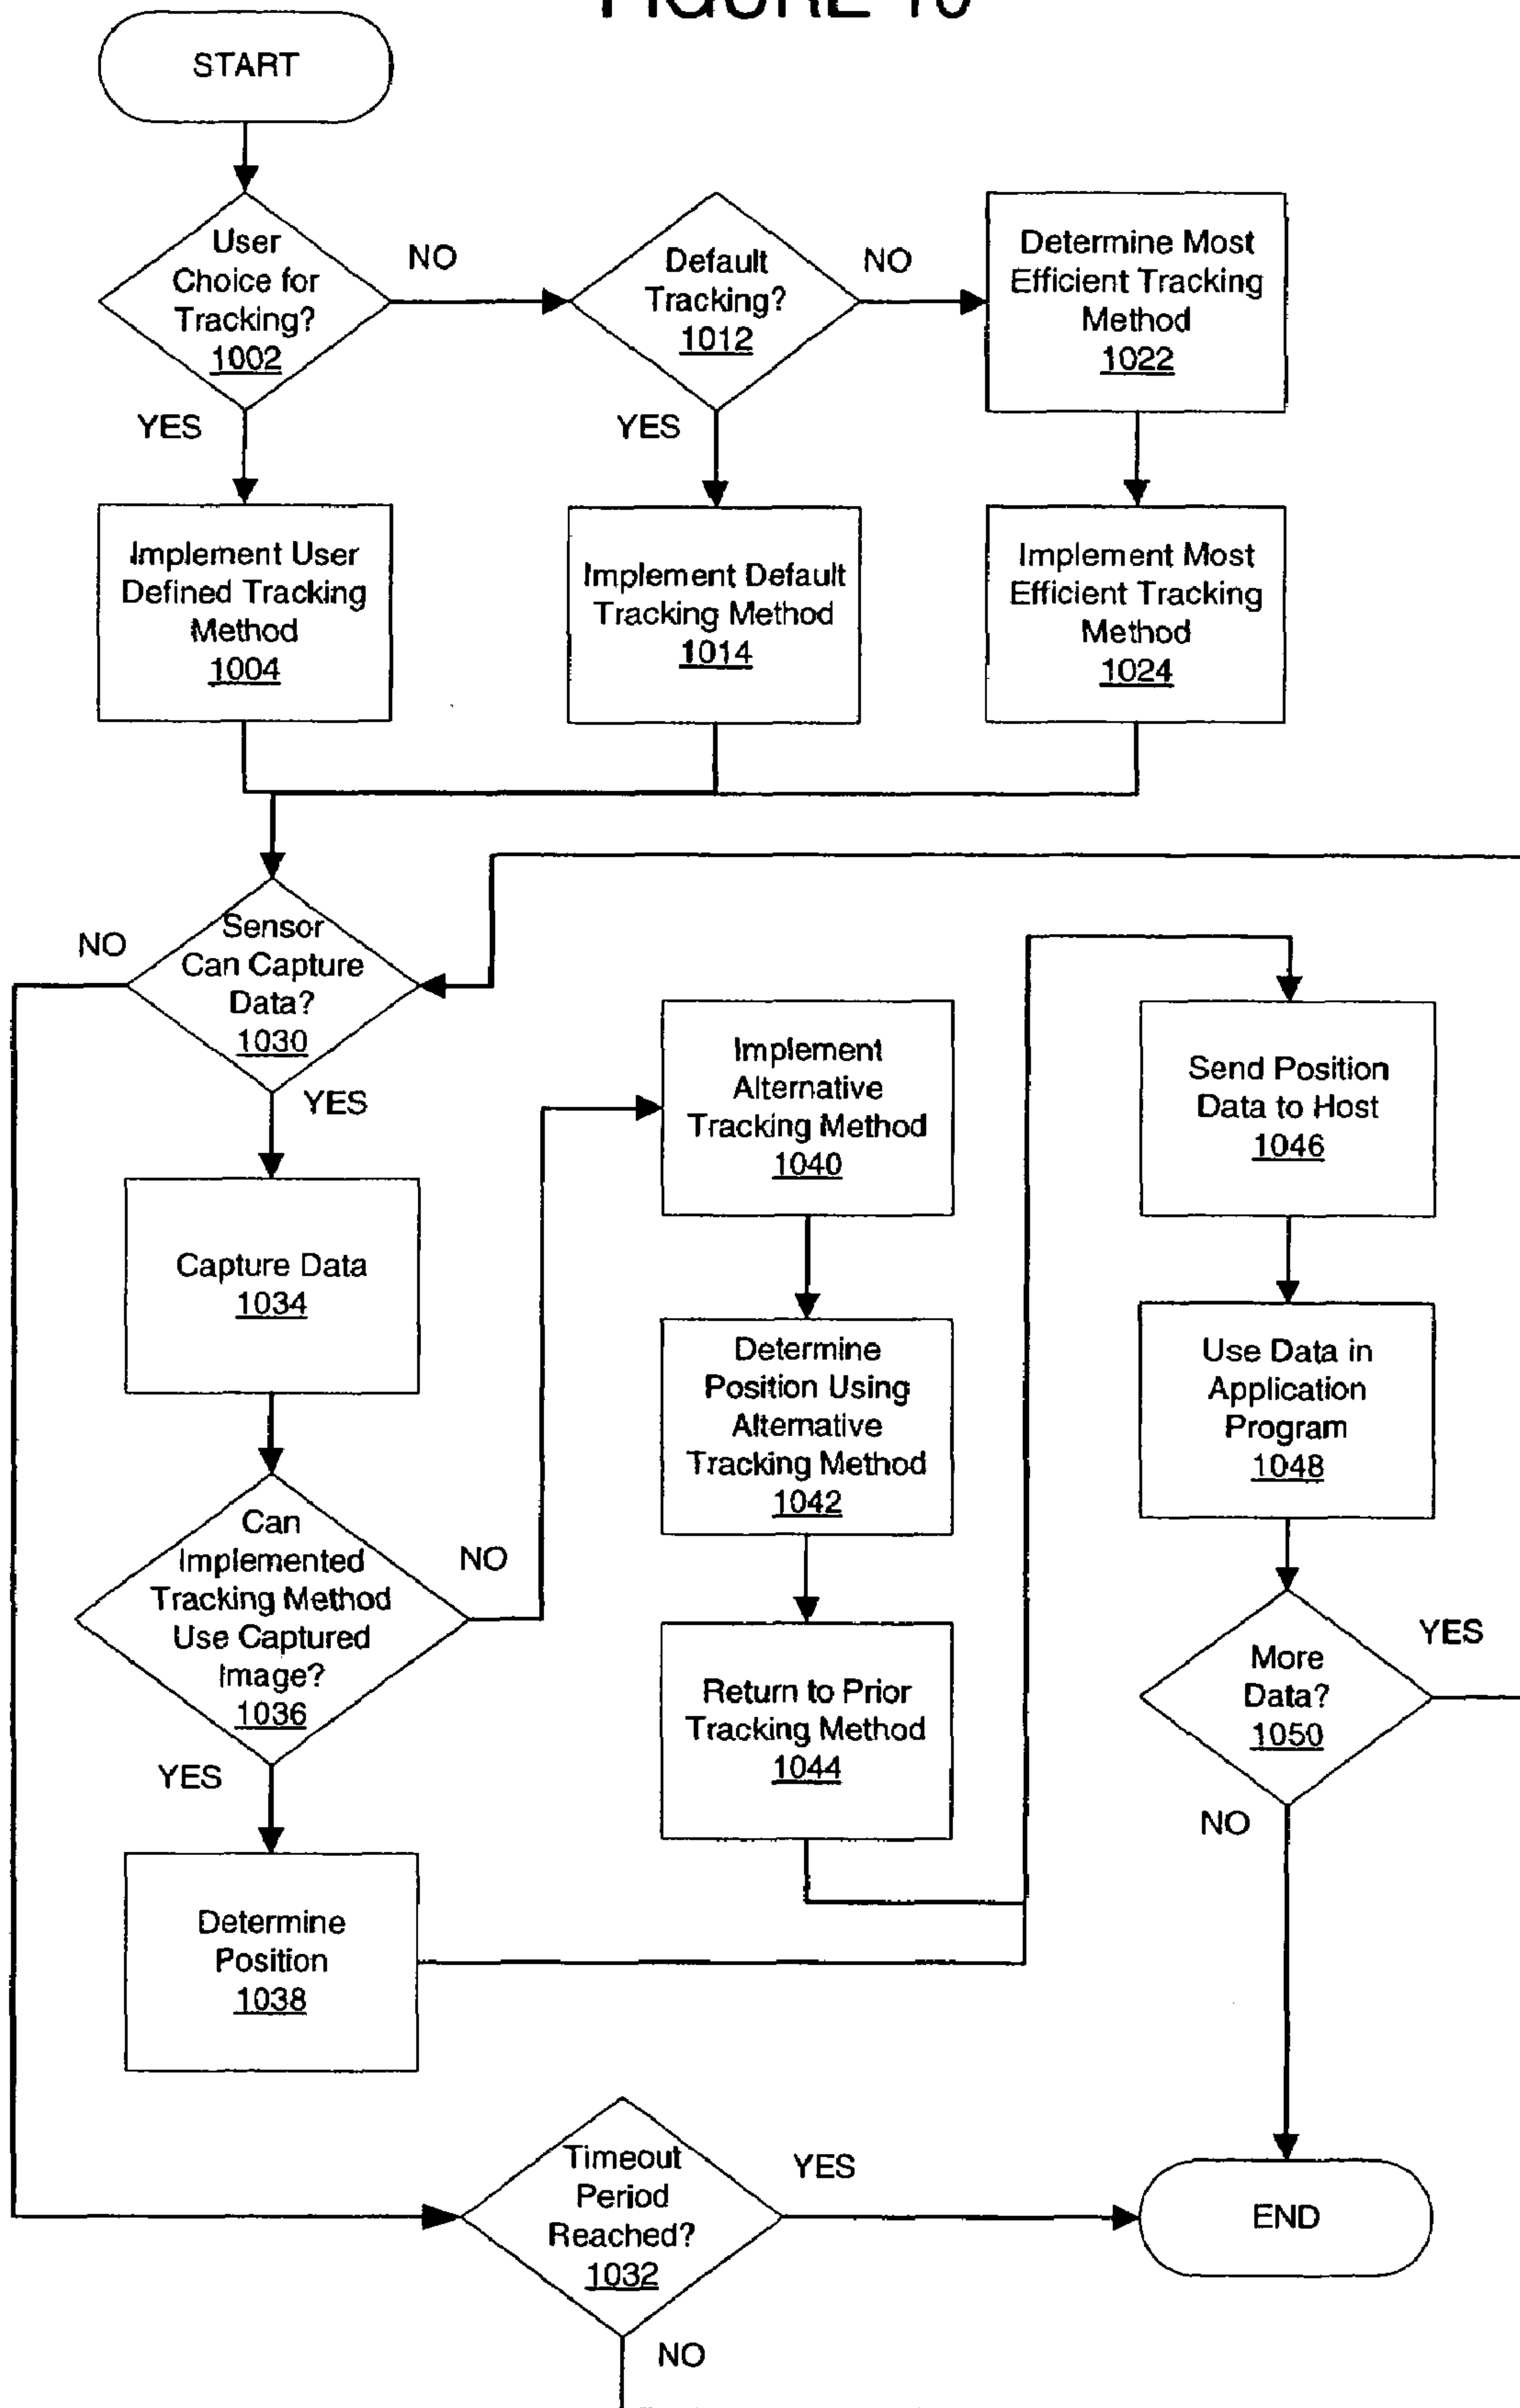 FIGURE 10
START
User
Choice for
Tracking?
1002
NO
YES
Default
Tracking?
1012
NO
YES
Determine Most
Efficient Tracking
Method
1022
Implement User
Defined Tracking
Method
1004
Implement Default
Tracking Method
1014
Implement Most
Efficient Tracking
Method
1024
Sensor
Can Capture
Data?
1030
NO
YES
Capture Data
1034
Can
Implemented
Tracking Method
Use Captured
Image?
1036
NO
YES
Determine
Position
1038
Implement
Alternative
Tracking Method
1040
Determine
Position Using
Alternative
Tracking Method
1042
Return to Prior
Tracking Method
1044
Send Position
Data to Host
1046
Use Data in
Application
Program
1048
More
Data?
1050
YES
NO
Timeout
Period
Reached?
1032
YES
NO
END